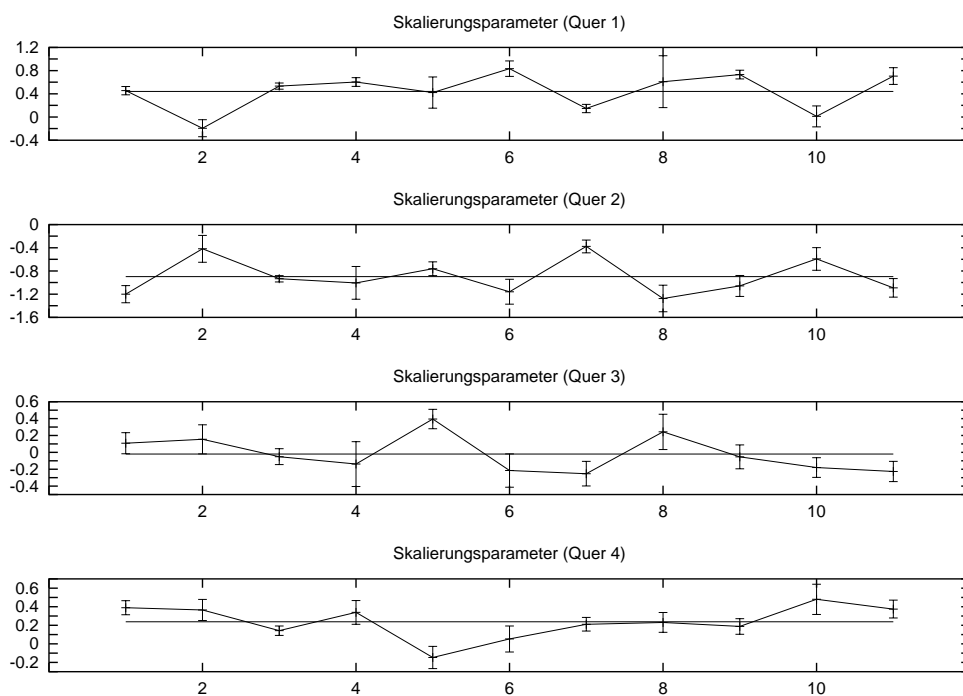 Skalierungsparameter (Quer 1)
1.2
0.8
0.4
0
-0.4
2 4 6 8 10
Skalierungsparameter (Quer 2)
0
-0.4
-0.8
-1.2
-1.6
2 4 6 8 10
Skalierungsparameter (Quer 3)
0.6
0.4
0.2
0
-0.2
-0.4
2 4 6 8 10
Skalierungsparameter (Quer 4)
0.6
0.4
0.2
0
-0.2
2 4 6 8 10